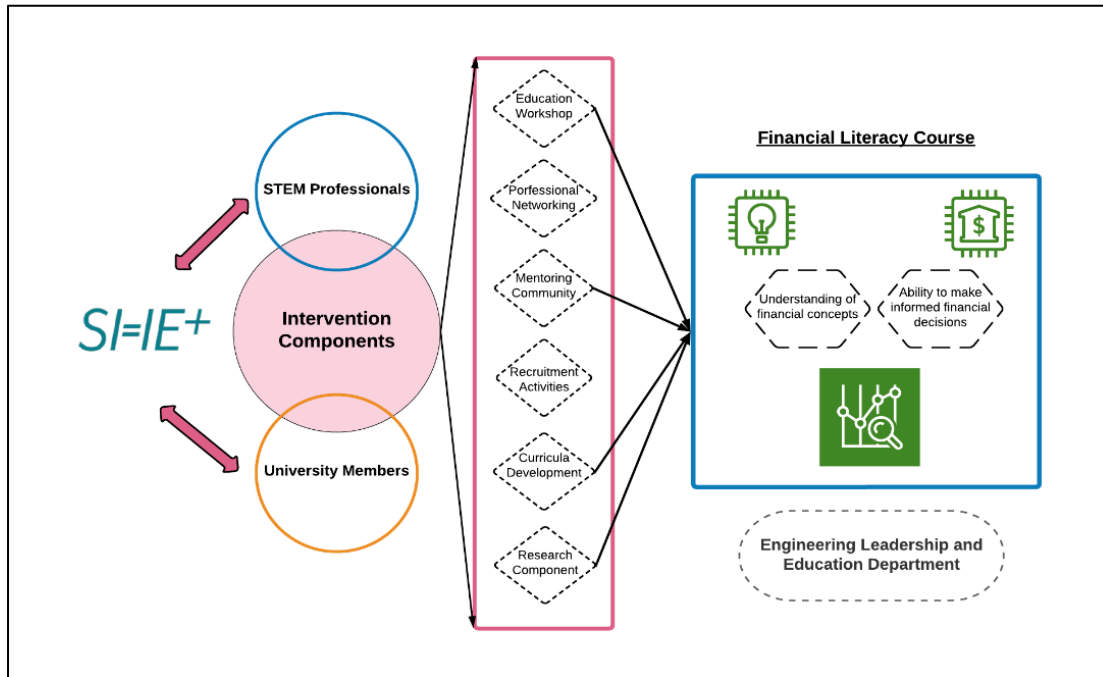 STEM Professionals
SI=IE+
Intervention
Components
University Members
Education
Workshop
Porfessional
Networking
Mentoring
Community
Recruitment
Activities
Curricula
Development
Research
Component
Financial Literacy Course
$
Understanding of
financial concepts
Ability to make
informed financial
decisions
Engineering Leadership and
Education Department